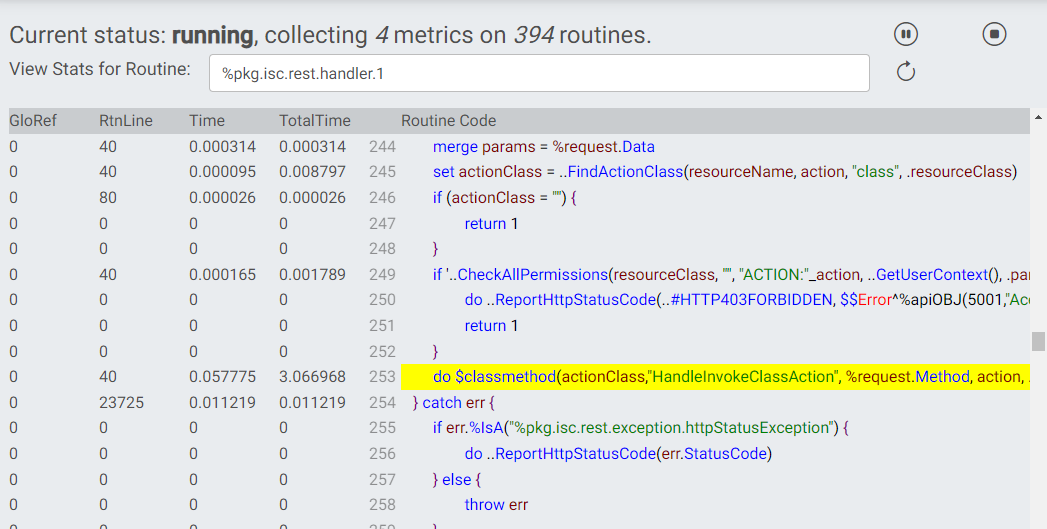 Current status: running, collecting 4 metrics on 394 routines.
View Stats for Routine: %pkg.isc.rest.handler.1
GloRef RtnLine Time TotalTime Routine Code
0 40 0.000314 0.000314 244 merge params = %request.Data
0 40 0.000095 0.008797 245 set actionClass = ..FindActionClass(resourceName, action, "class", .resourceClass)
0 80 0.000026 0.000026 246 if (actionClass = "") {
0 0 0 0 247 return 1
0 0 0 0 248 }
0 40 0.000165 0.001789 249 if '..CheckAllPermissions(resourceClass, "", "ACTION:"_action, ..GetUserContext(), .par
0 0 0 0 250 do ..ReportHttpStatusCode(..#HTTP403FORBIDDEN, $$Error^%apiOBJ(5001,"Acc
0 0 0 0 251 return 1
0 0 0 0 252 }
0 40 0.057775 3.066968 253 do $classmethod(actionClass,"HandleInvokeClassAction", %request.Method, action, .
0 23725 0.011219 0.011219 254 } catch err {
0 0 0 0 255 if err.%IsA("%pkg.isc.rest.exception.httpStatusException") {
0 0 0 0 256 do ..ReportHttpStatusCode(err.StatusCode)
0 0 0 0 257 } else {
0 0 0 0 258 throw err